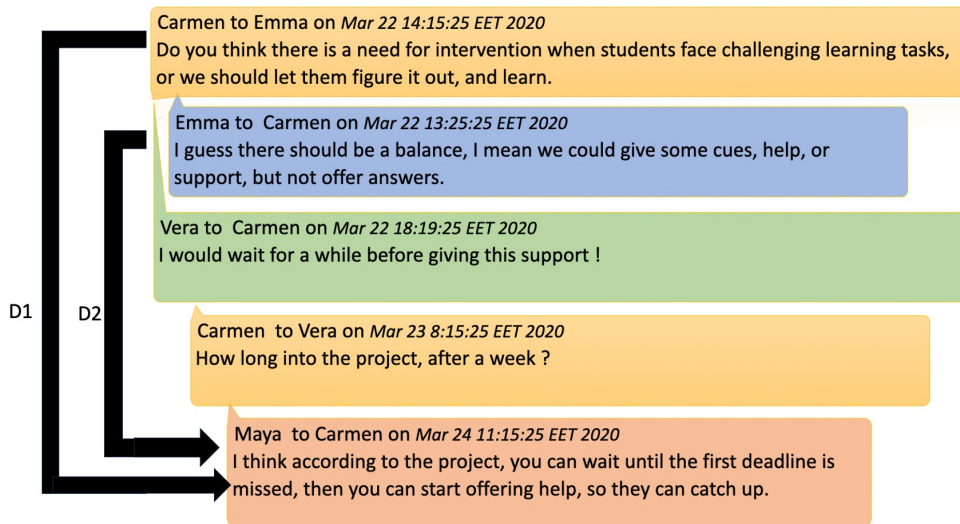 Carmen to Emma on Mar 22 14:15:25 EET 2020
Do you think there is a need for intervention when students face challenging learning tasks,
or we should let them figure it out, and learn.
Emma to Carmen on Mar 22 13:25:25 EET 2020
I guess there should be a balance, I mean we could give some cues, help, or
support, but not offer answers.
Vera to Carmen on Mar 22 18:19:25 EET 2020
I would wait for a while before giving this support !
D1
D2
Carmen to Vera on Mar 23 8:15:25 EET 2020
How long into the project, after a week ?
Maya to Carmen on Mar 24 11:15:25 EET 2020
I think according to the project, you can wait until the first deadline is
missed, then you can start offering help, so they can catch up.